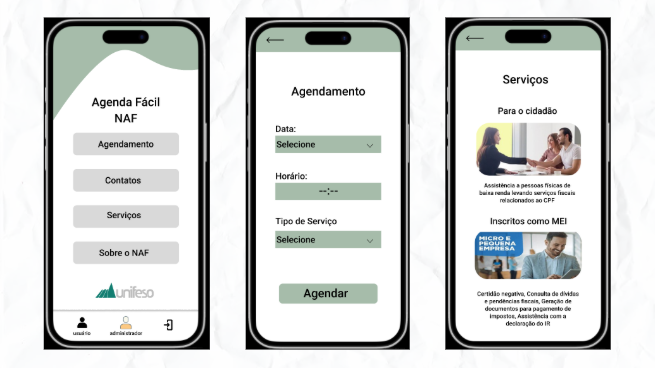 Agenda Fácil
NAF
Agendamento
Contatos
Serviços
Sobre o NAF
unifeso
usuário
administrador
Agendamento
Data:
Selecione
Horário:
--:--
Tipo de Serviço
Selecione
Agendar
Serviços
Para o cidadão
Assistência a pessoas físicas de
baixa renda levando serviços fiscais
relacionados ao CPF
Inscritos como MEI
MICRO E
PEQUENA
EMPRESA
Certidão negativa, Consulta de dívidas
e pendências fiscais, Geração de
documentos para pagamento de
impostos, Assistência com a
declaração do IR